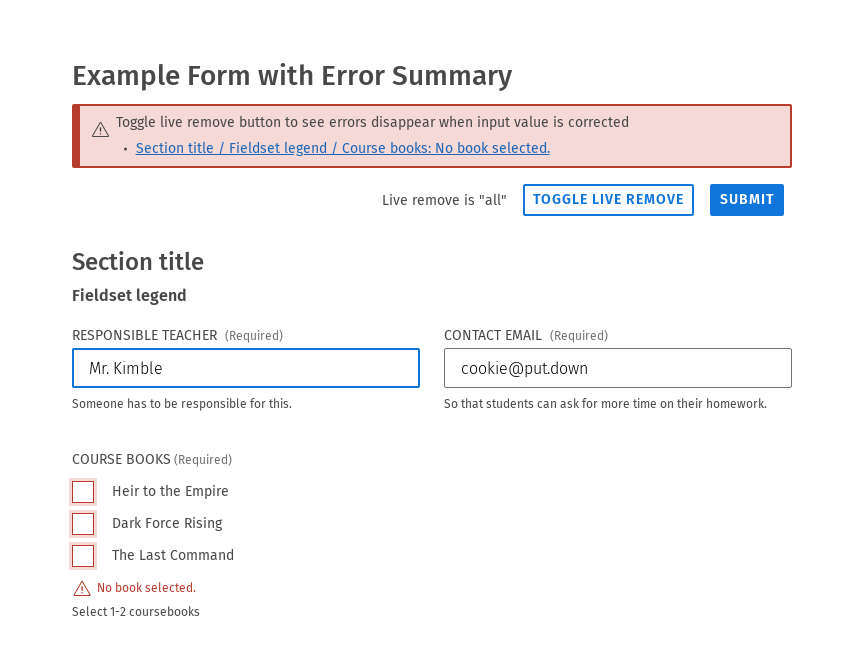 Example Form with Error Summary
Toggle live remove button to see errors disappear when input value is corrected
• Section title / Fieldset legend / Course books: No book selected.
Live remove is "all" TOGGLE LIVE REMOVE SUBMIT
Section title
Fieldset legend
RESPONSIBLE TEACHER (Required) CONTACT EMAIL (Required)
Mr. Kimble cookie@put.down
Someone has to be responsible for this. So that students can ask for more time on their homework.
COURSE BOOKS (Required)
Heir to the Empire
Dark Force Rising
The Last Command
No book selected.
Select 1-2 coursebooks